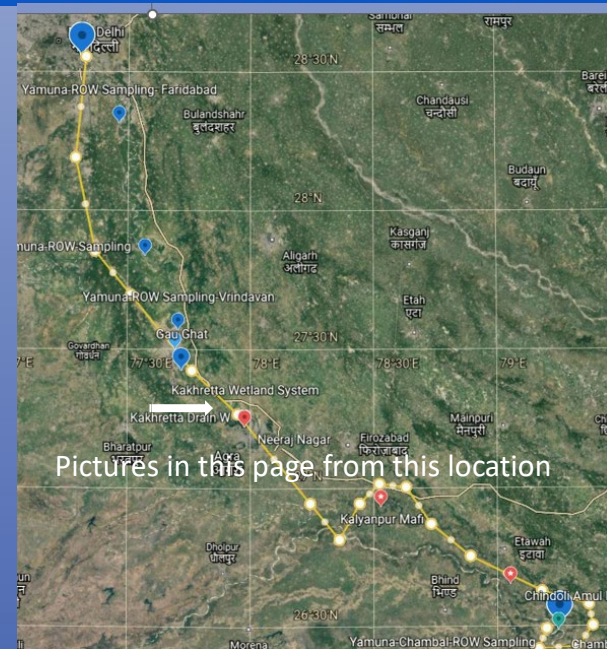 Delhi
दिल्ली
Sambhal
सम्भल
रामपुर
28°30'N
Yamuna-ROW Sampling- Faridabad
Bulandshahr
बुलंदशहर
Chandausi
चन्दौसी
Barei
बरेल
28°N
Budaun
बदायूँ
muna-ROW-Sampling
Aligarh
अलीगढ
Kasganj
कासगंज
Yamuna-ROW Sampling-Vrindavan
Etah
एटा
Gau Ghat
27°30'N
Govardhan
गोवर्धन
7°E
77°30'E
78°E
78°30'E
79°E
Kakhretta Wetland System
Kakhretta Drain W
Mainpuri
मैनपुरी
Neeraj Nagar
Firozabad
फिरोज़ाबाद
Bharatpur
भरतपुर
Agra
Pictures in this page from this location
Kalyanpur Mafi
Dholpur
धौलपुर
Etawah
इटावा
Bhind
भिण्ड
Chindoli Amul
26°30'N
Morena
Yamuna-Chambal-ROW Sampling
Chamb